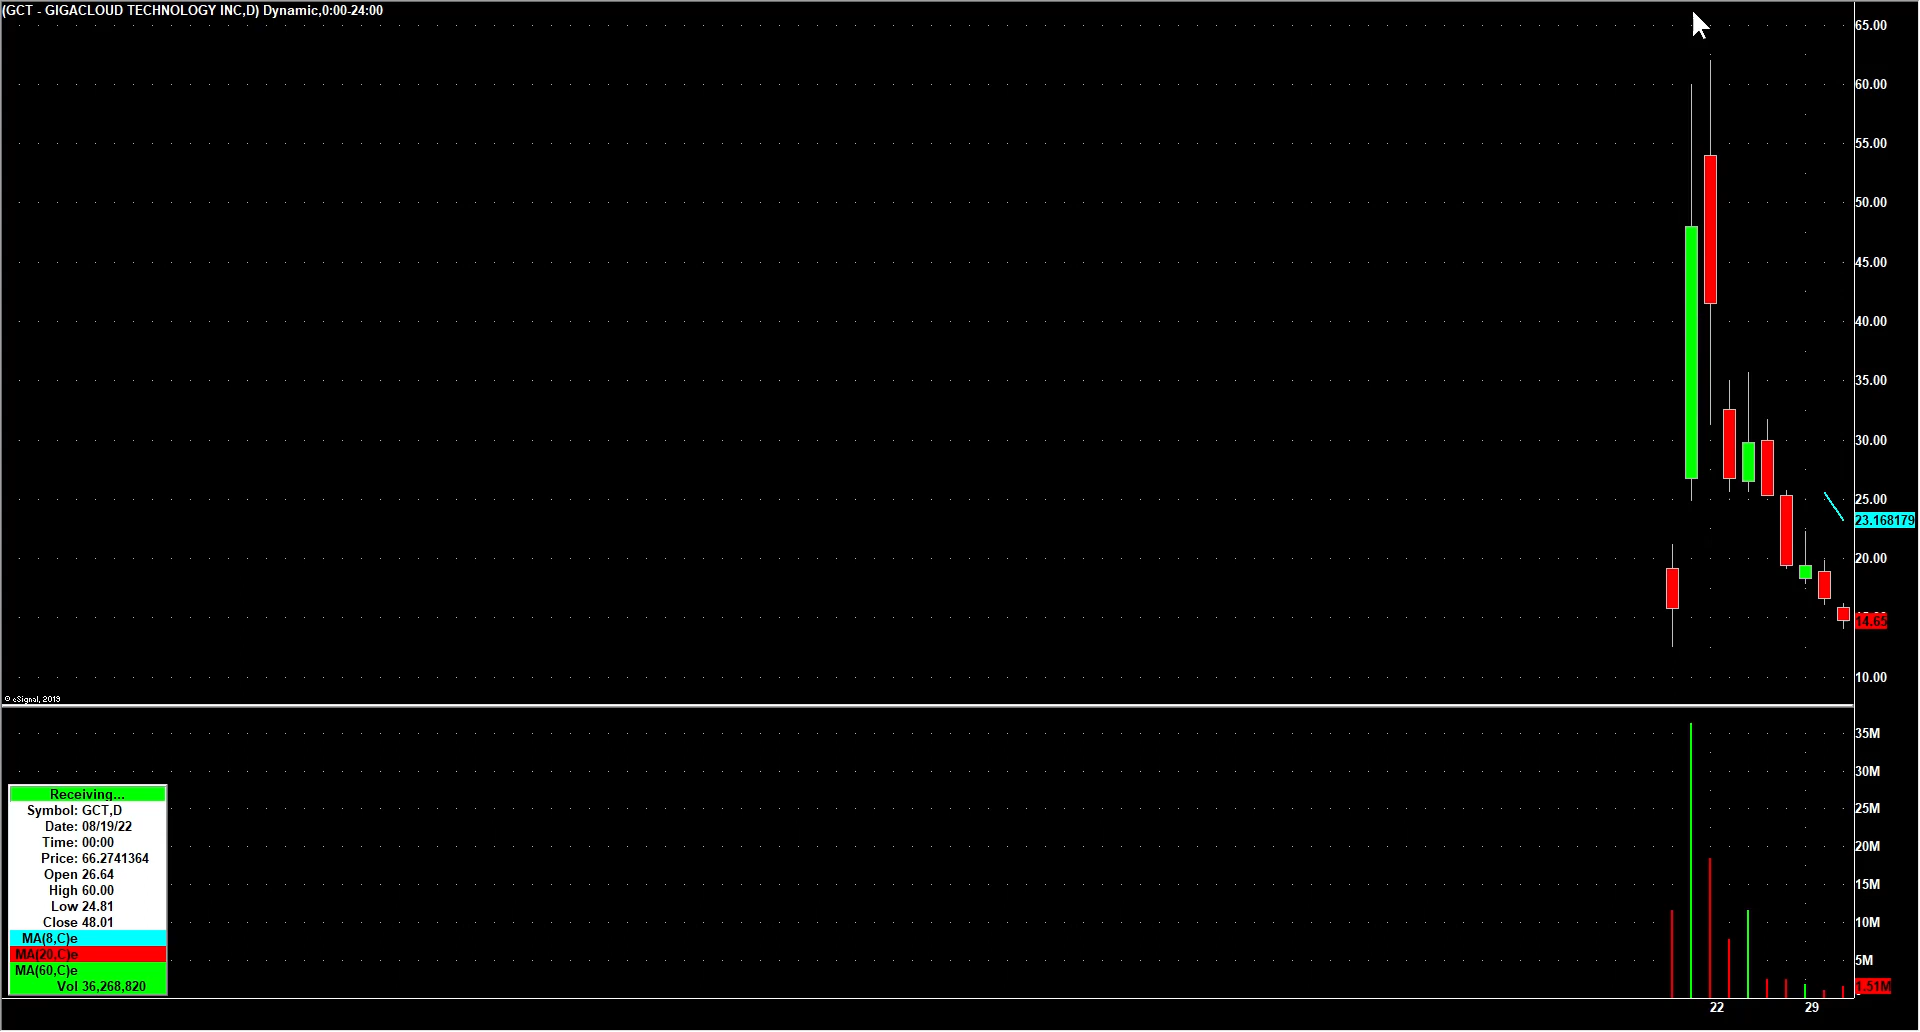 (GCT - GIGACLOUD TECHNOLOGY INC,D) Dynamic,0:00-24:00
65.00
60.00
55.00
50.00
45.00
40.00
35.00
30.00
25.00
23.168179
20.00
14.65
10.00
© eSignal, 2019
35M
30M
25M
20M
15M
10M
5M
1.51M
Receiving...
Symbol: GCT,D
Date: 08/19/22
Time: 00:00
Price: 66.2741364
Open 26.64
High 60.00
Low 24.81
Close 48.01
MA(8,C)e
MA(20,C)e
MA(60,C)e
Vol 36,268,820
22
29